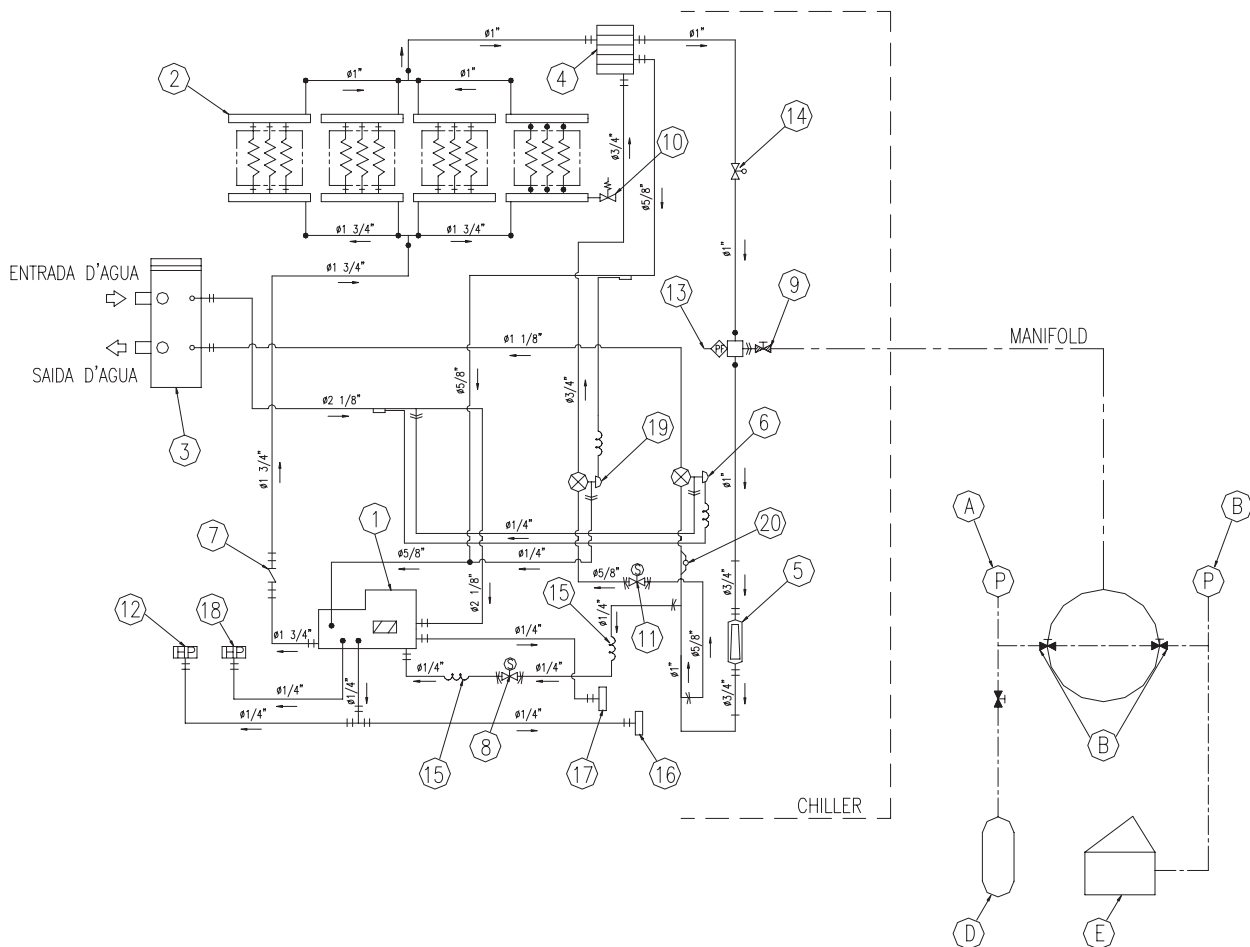 ø1"
ø1"
ø1"
ø1"
4
2
14
ø3/4"
10
ø5/8"
ø1 3/4"
ø1 3/4"
ø1"
ENTRADA D'AGUA
ø1 3/4"
13
9
MANIFOLD
SAIDA D'AGUA
ø1 1/8"
ø5/8"
ø3/4"
ø2 1/8"
3
19
6
ø1 3/4"
ø1"
A
B
1
ø1/4"
20
7
ø5/8"
ø1/4"
ø5/8"
S
ø3/4"
5
P
P
ø2 1/8"
ø1/4"
11
15
12
18
ø1 3/4"
ø1/4"
ø5/8"
HP
HP
S
ø1"
ø3/4"
ø1/4"
ø1/4"
ø1/4"
ø1/4"
ø1/4"
ø1/4"
15
8
17
16
B
CHILLER
D
E